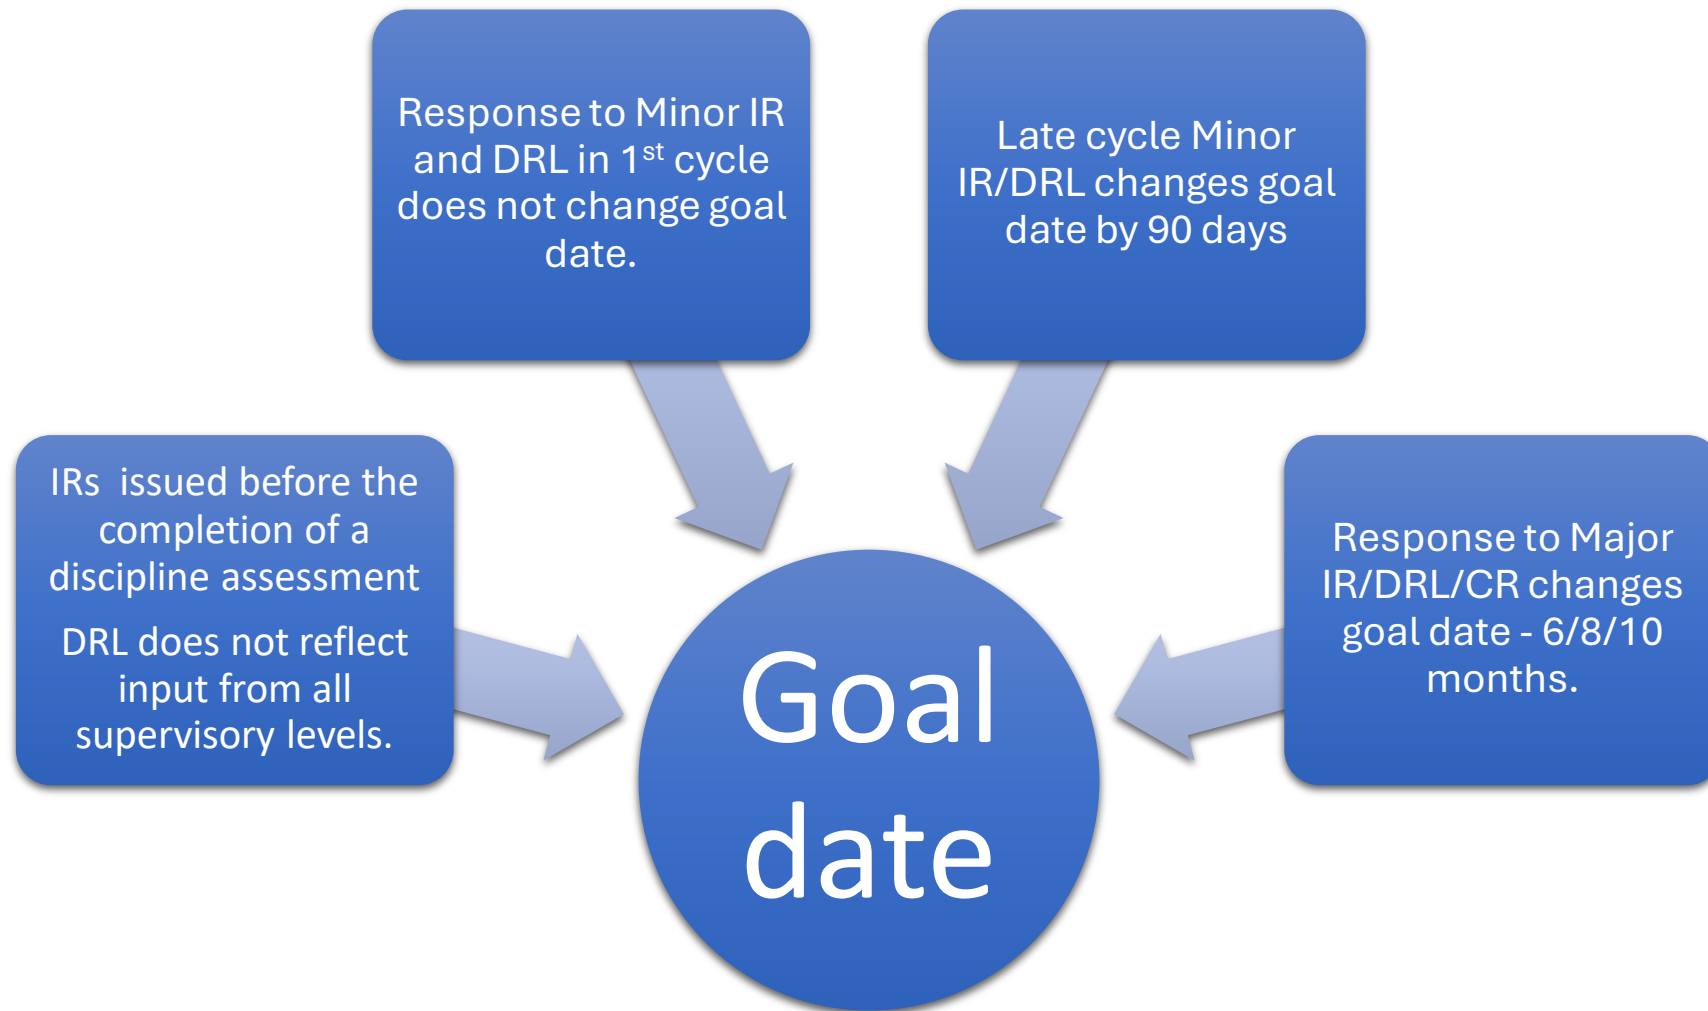 Response to Minor IR
and DRL in 1st cycle
does not change goal
date.
Late cycle Minor
IR/DRL changes goal
date by 90 days
IRs  issued before the
completion of a
discipline assessment
DRL does not reflect
input from all
supervisory levels.
Response to Major
IR/DRL/CR changes
goal date - 6/8/10
months.
Goal
date